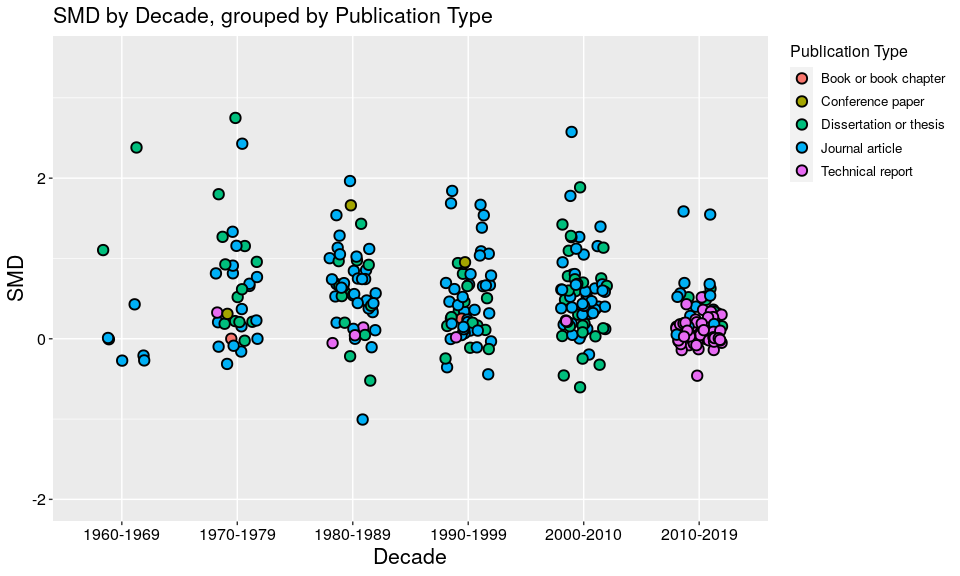 SMD by Decade, grouped by Publication Type
Publication Type
Book or book chapter
Conference paper
Dissertation or thesis
Journal article
Technical report
SMD
2
0
-2
1960-1969 1970-1979 1980-1989 1990-1999 2000-2010 2010-2019
Decade